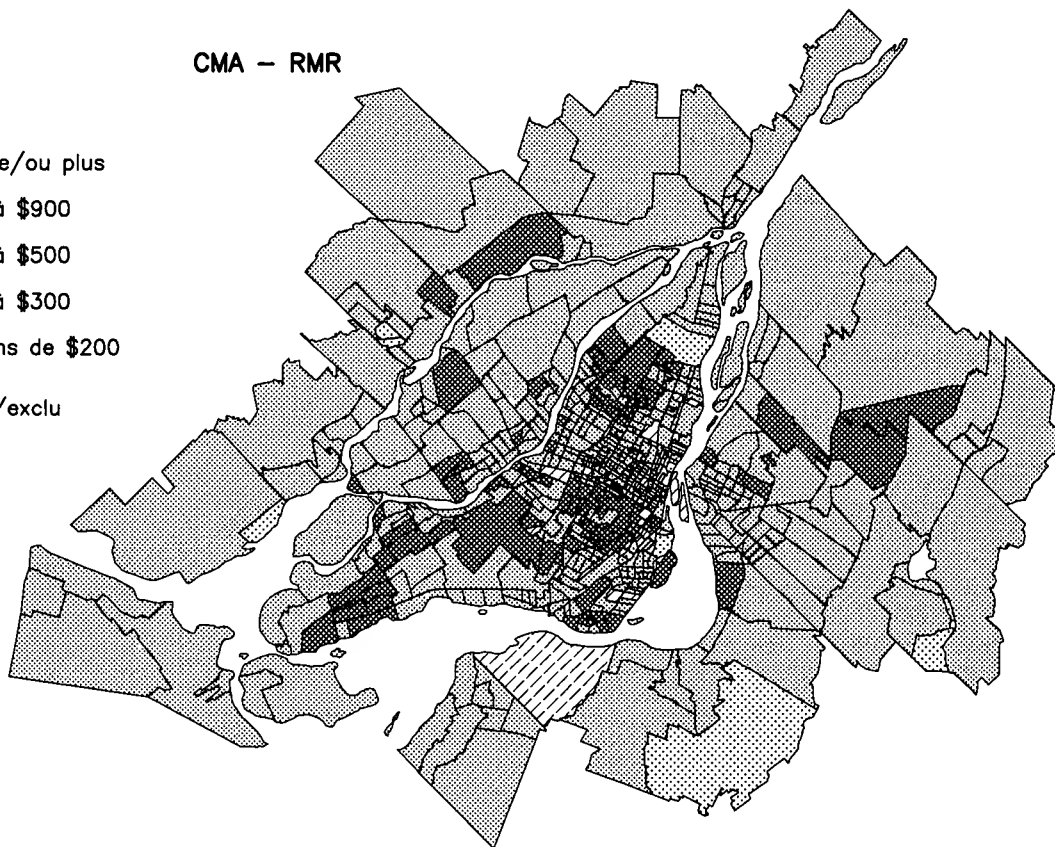 CMA – RMR
e/ou plus
à $900
à $500
à $300
ns de $200
/exclu